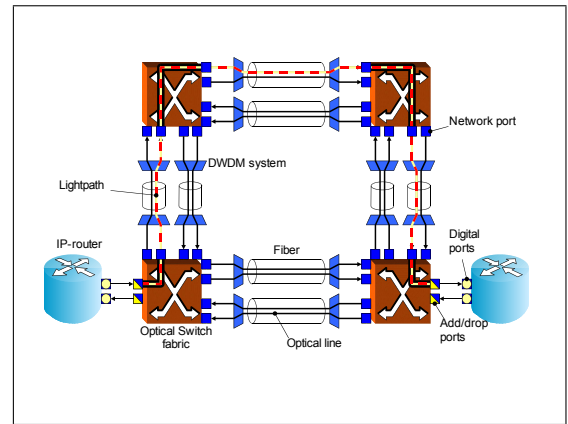 Network port
DWDM system
Lightpath
IP-router
Fiber
Digital
ports
Optical Switch
fabric
Optical line
Add/drop
ports